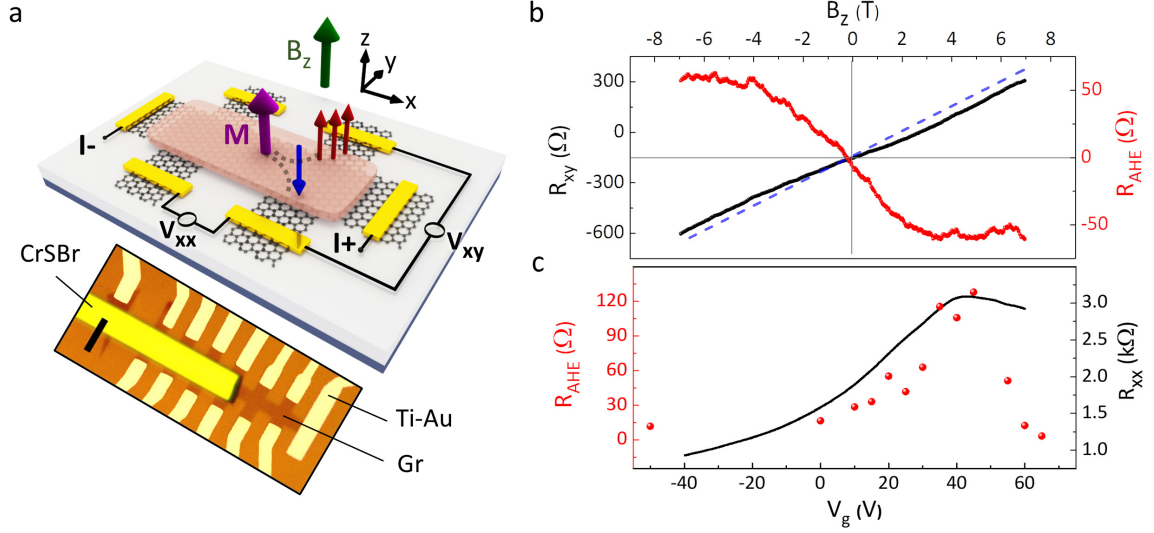 a
B_z
z
y
x
M
I-
V_xx
I+
V_xy
CrSBr
Ti-Au
Gr
b
B_z (T)
-8 -6 -4 -2 0 2 4 6 8
300
0
-300
-600
R_xy (Ω)
50
0
-50
R_AHE (Ω)
c
120
90
60
30
0
R_AHE (Ω)
3.0
2.5
2.0
1.5
1.0
R_xx (kΩ)
-40 -20 0 20 40 60
V_g (V)